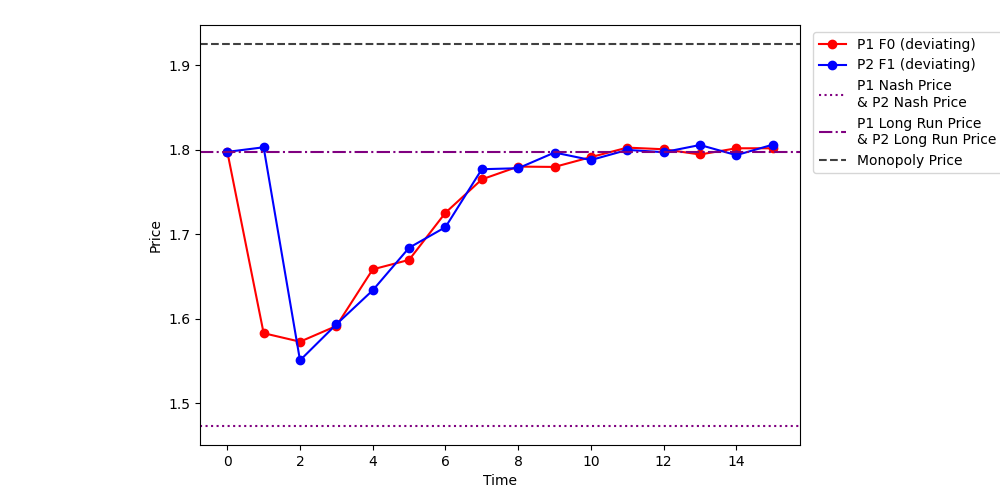 1.9
1.8
1.7
1.6
1.5
Price
0 2 4 6 8 10 12 14
Time
P1 F0 (deviating)
P2 F1 (deviating)
P1 Nash Price
& P2 Nash Price
P1 Long Run Price
& P2 Long Run Price
Monopoly Price